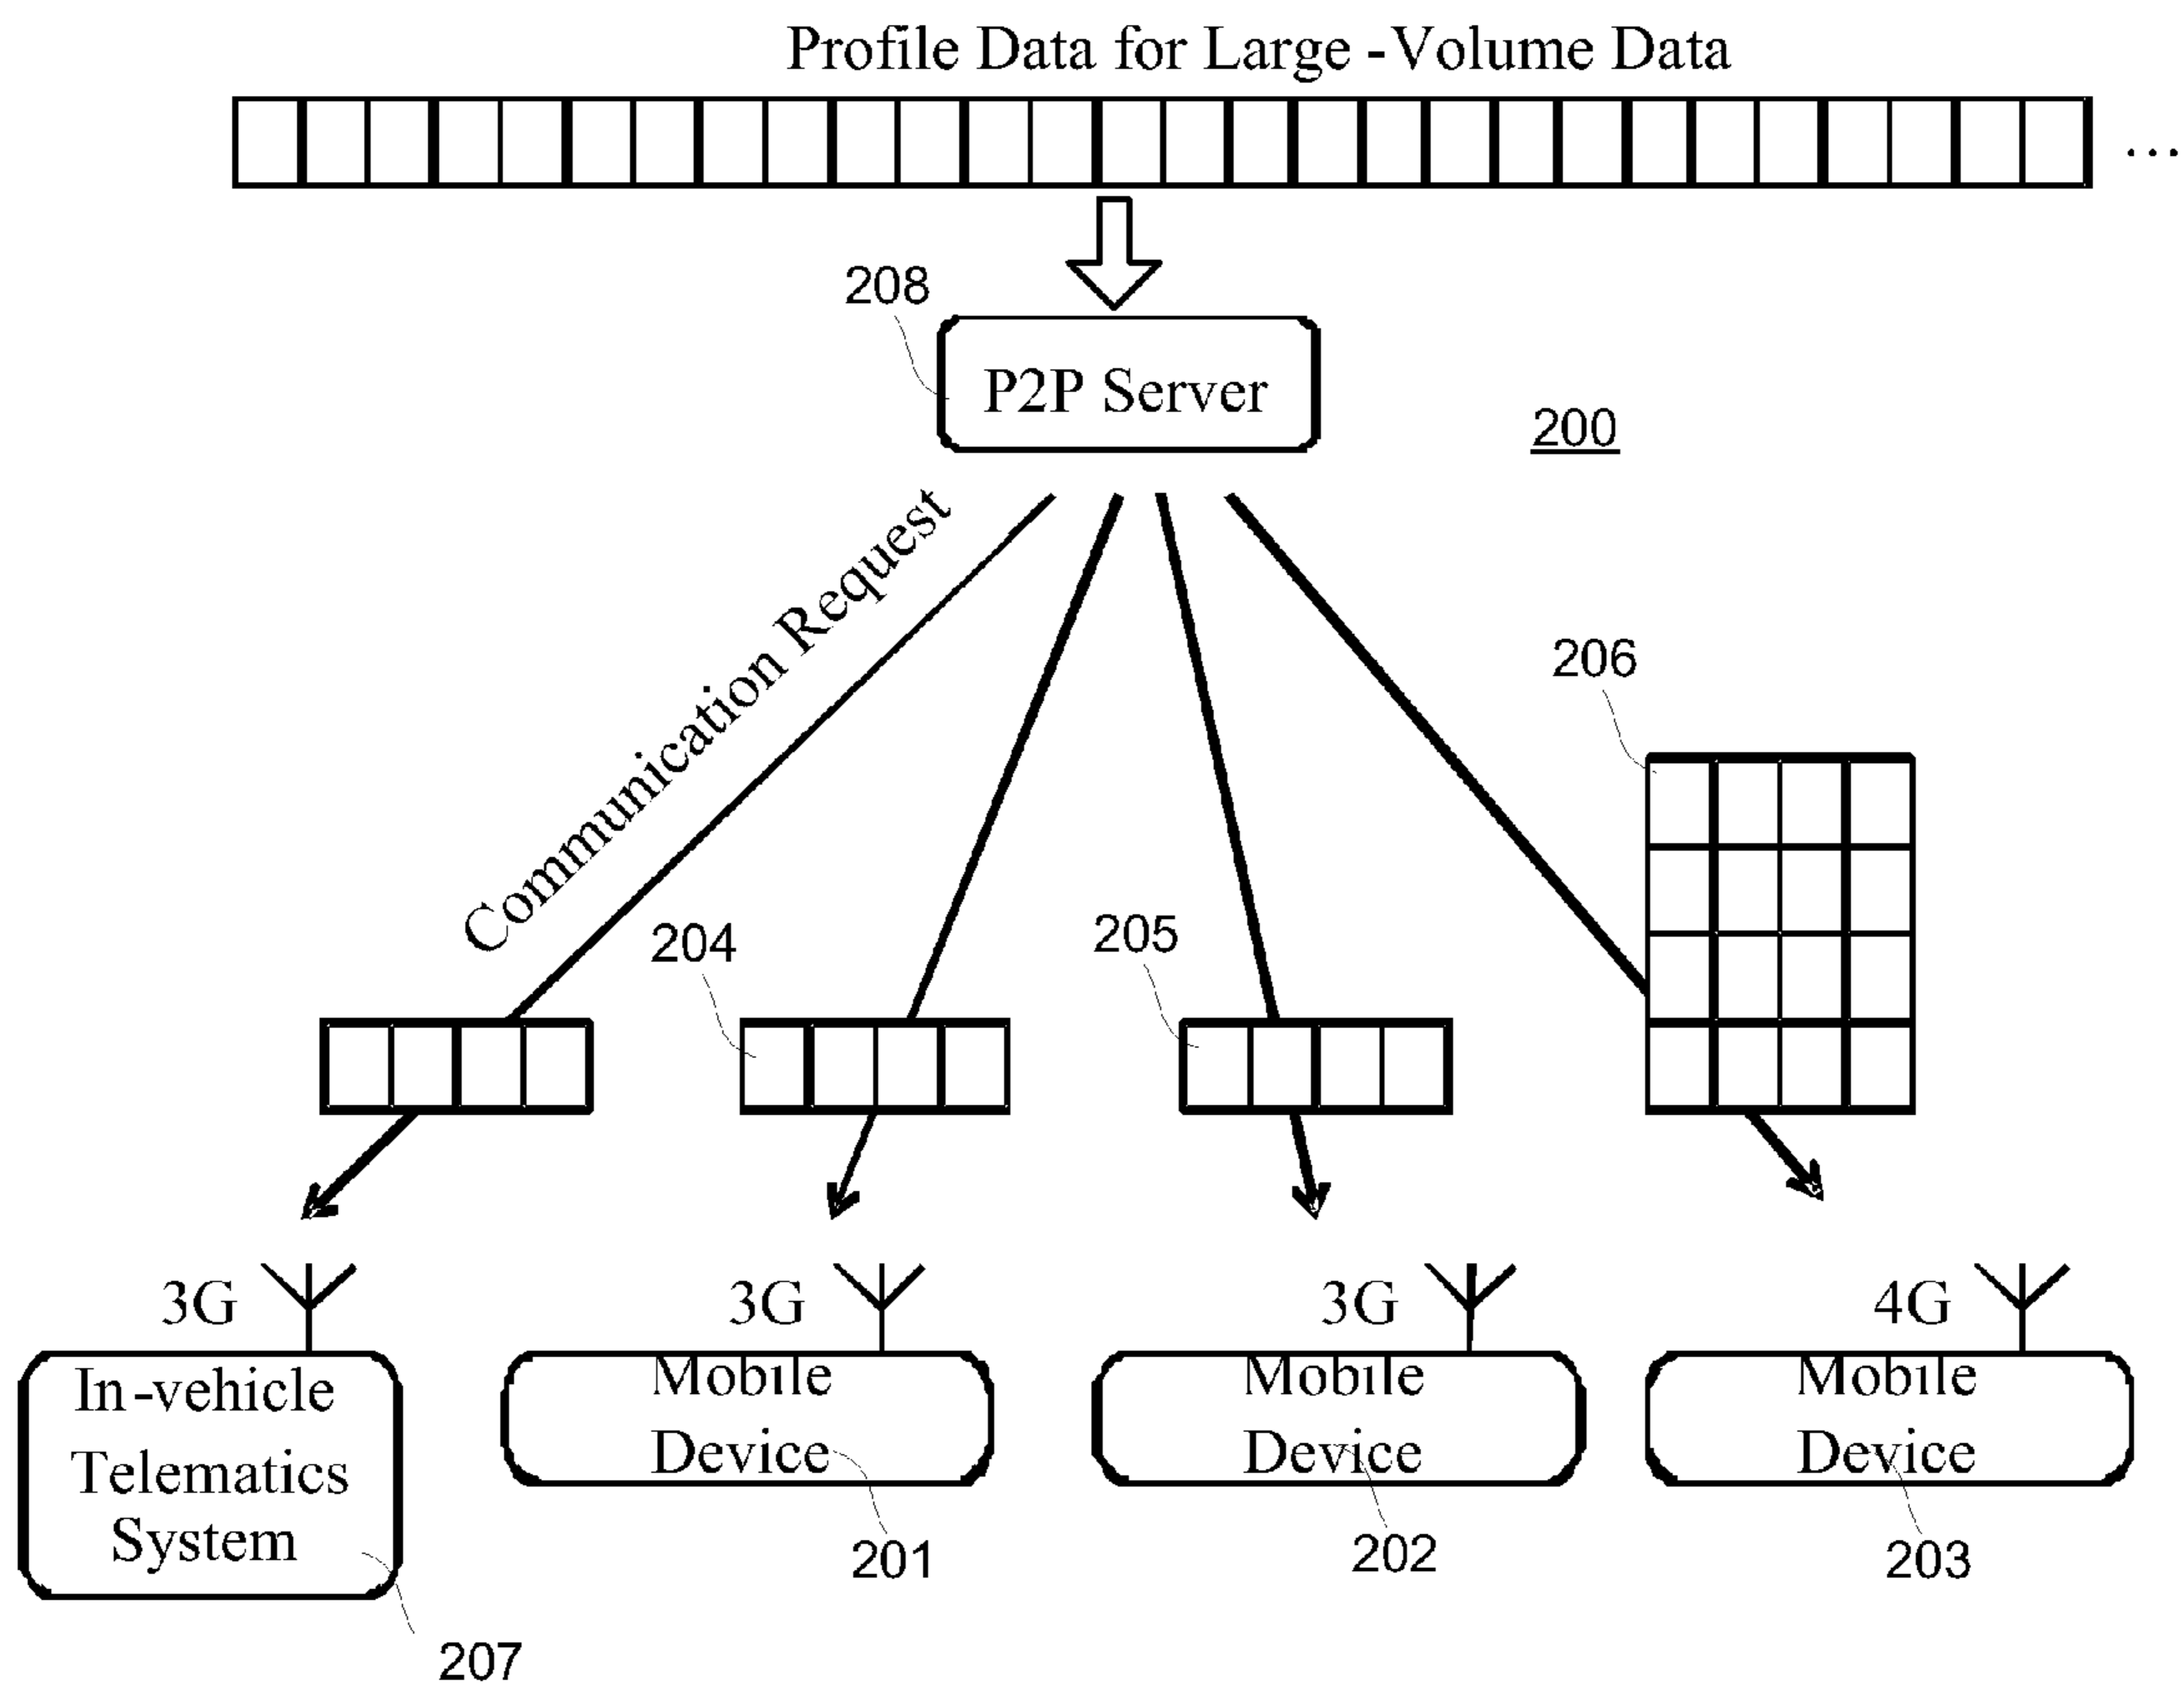 Profile Data for Large -Volume Data
...
208
P2P Server
200
Communication Request
206
204
205
3G
3G
3G
4G
In-vehicle
Telematics
System
Mobile
Device
Mobile
Device
Mobile
Device
201
202
203
207